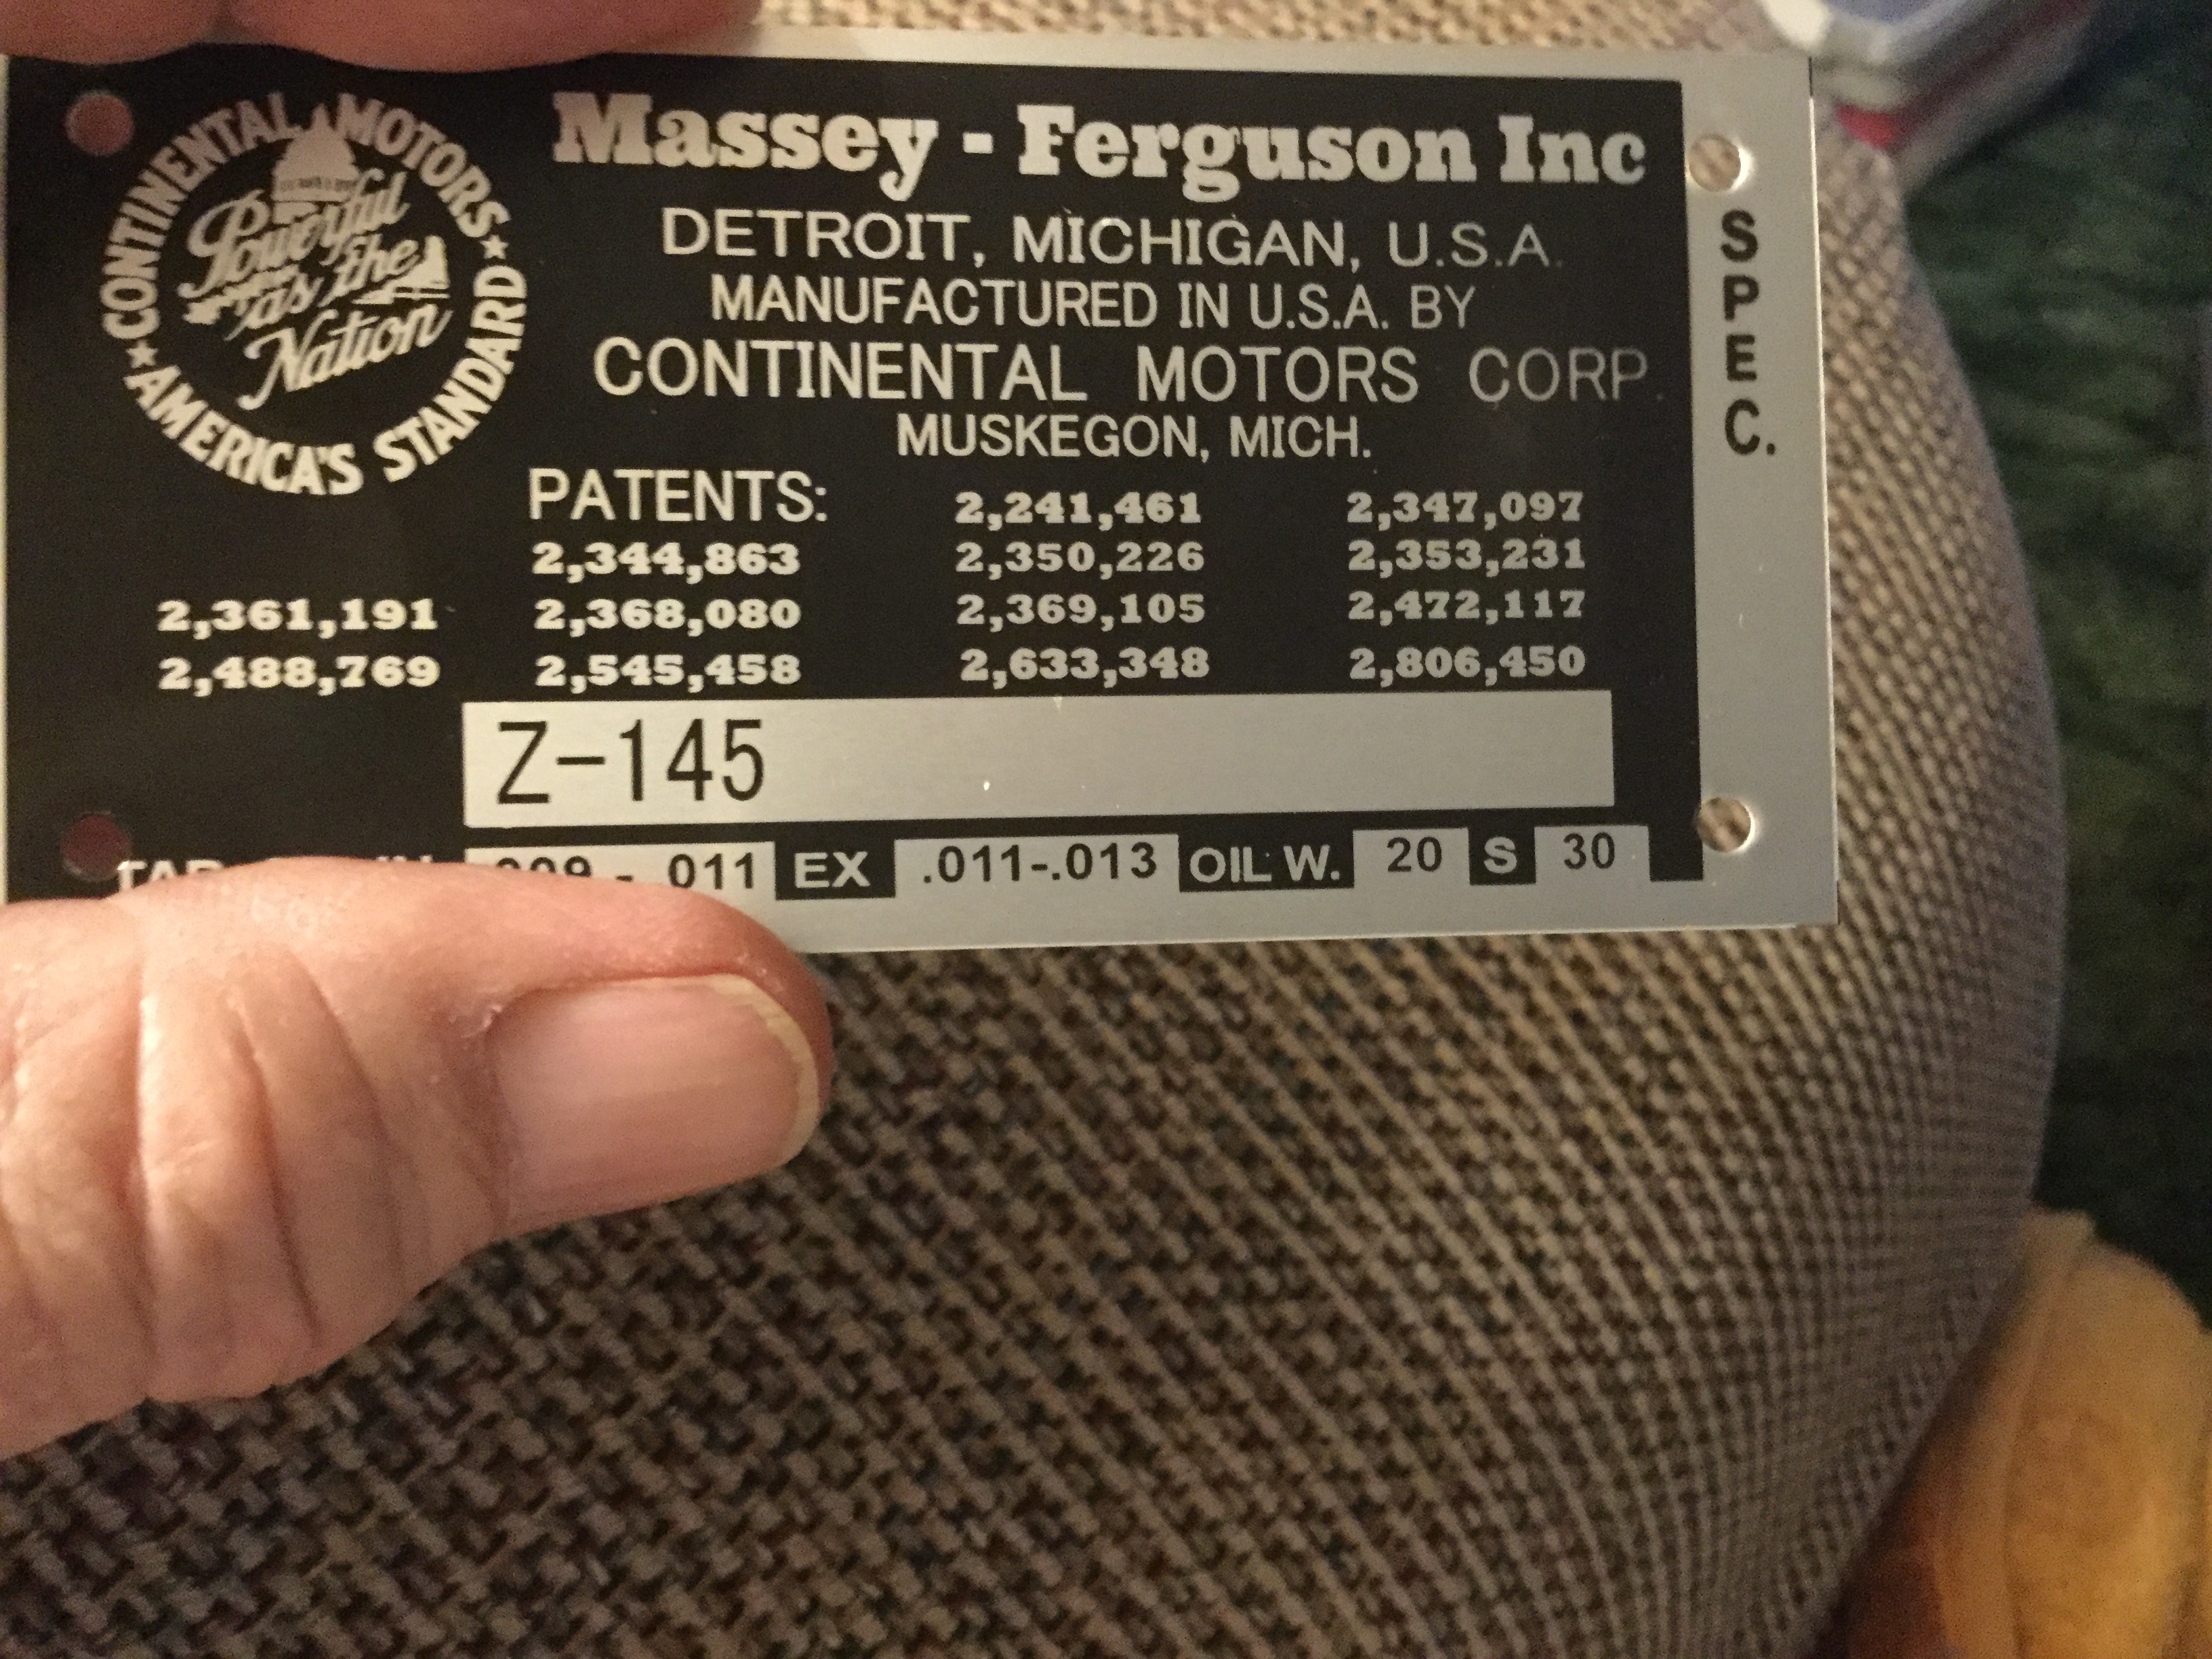 CONTINENTAL MOTORS
★ AMERICA'S STANDARD ★
Powerful
as the
Nation
Massey - Ferguson Inc
DETROIT, MICHIGAN, U.S.A.
MANUFACTURED IN U.S.A. BY
CONTINENTAL MOTORS CORP.
MUSKEGON, MICH.
PATENTS: 2,241,461 2,347,097
2,344,863 2,350,226 2,353,231
2,361,191 2,368,080 2,369,105 2,472,117
2,488,769 2,545,458 2,633,348 2,806,450
Z-145
011 EX .011-.013 OIL W. 20 S 30
SPEC.